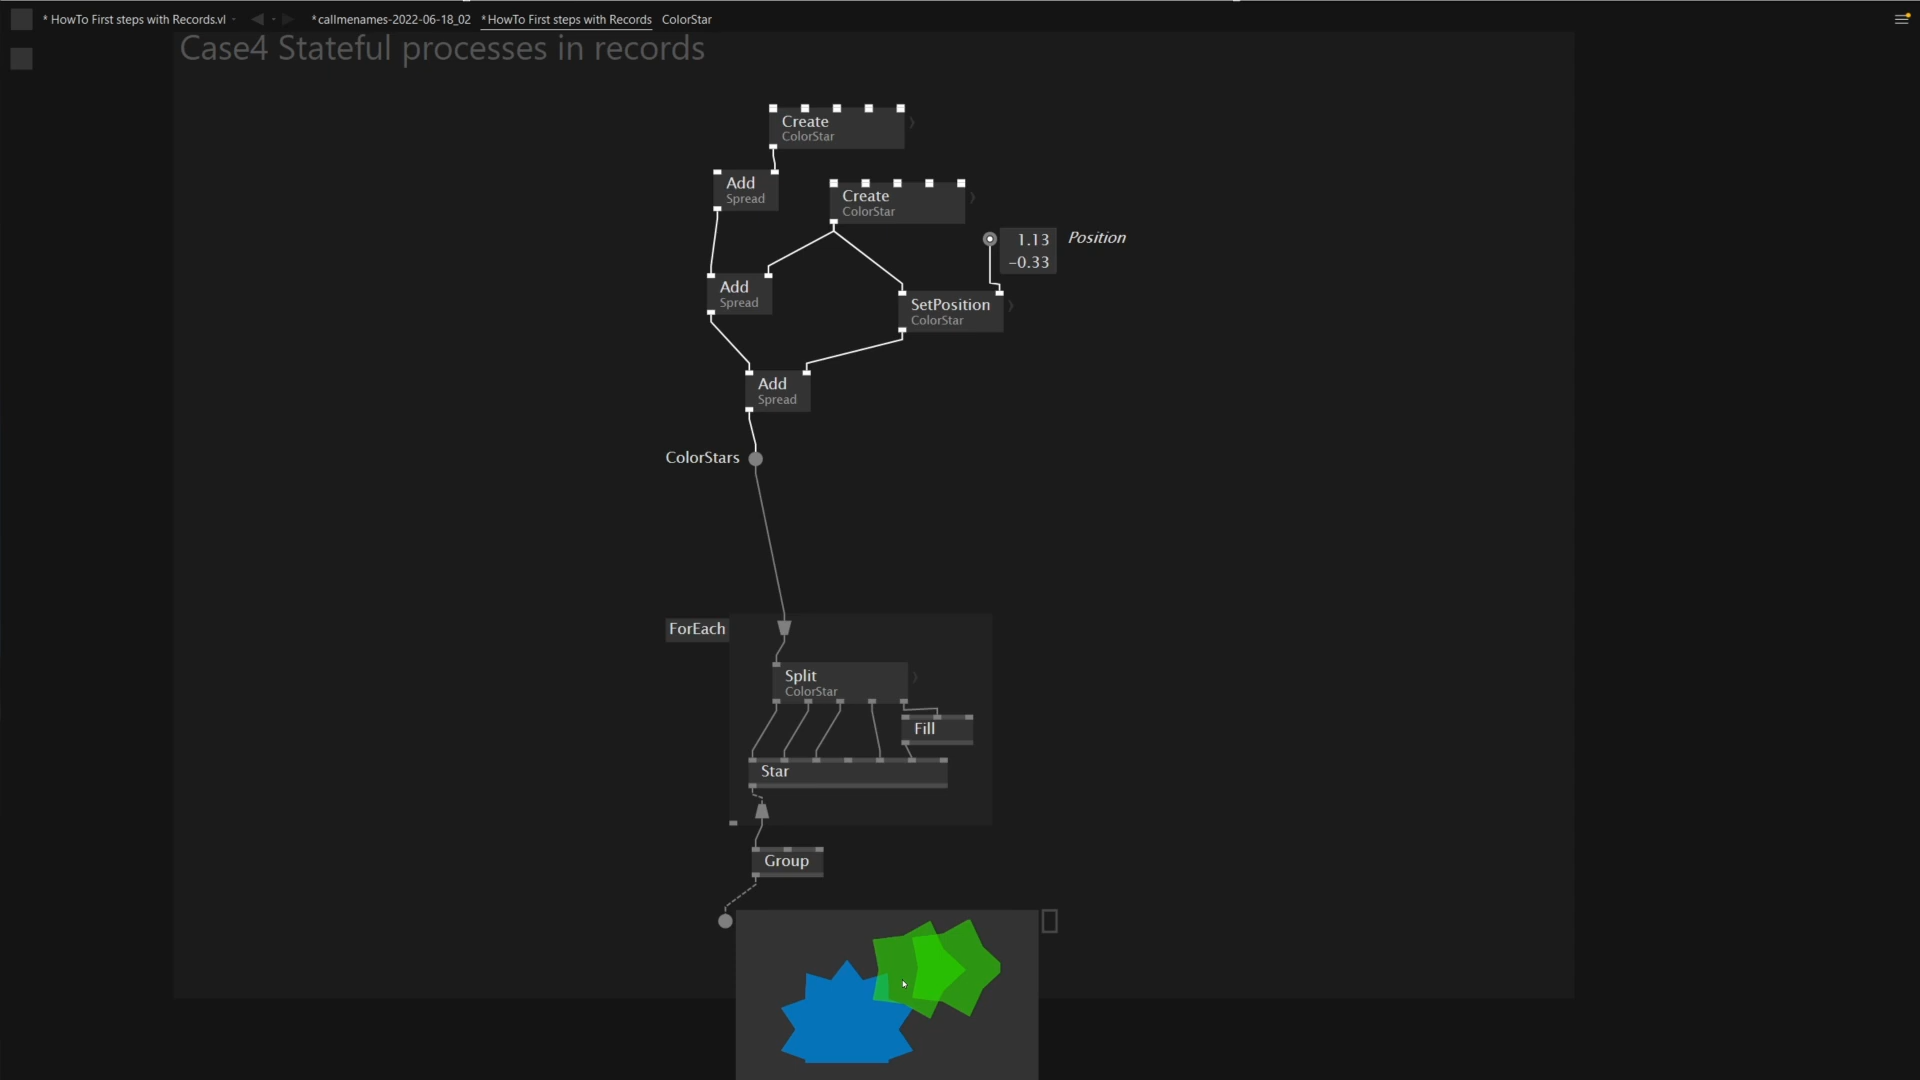 * HowTo First steps with Records.vl
*callmenames-2022-06-18_02
*HowTo First steps with Records
ColorStar
Case4 Stateful processes in records
Create
ColorStar
Add
Spread
Create
ColorStar
1.13
-0.33
Position
Add
Spread
SetPosition
ColorStar
Add
Spread
ColorStars
ForEach
Split
ColorStar
Fill
Star
Group